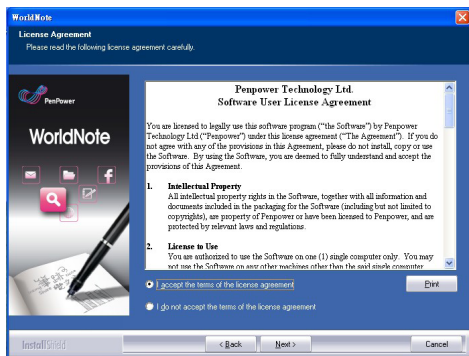 WorldNote
License Agreement
Please read the following license agreement carefully.
PenPower
WorldNote
Penpower Technology Ltd.
Software User License Agreement
You are licensed to legally use this software program ("the Software") by Penpower
Technology Ltd ("Penpower") under this license agreement ("The Agreement"). If you do
not agree with any of the provisions in this Agreement, please do not install, copy or use
the Software. By using the Software, you are deemed to fully understand and accept the
provisions of this Agreement.
1. Intellectual Property
All intellectual property rights in the Software, together with all information and
documents included in the packaging for the Software (including but not limited to
copyrights), are property of Penpower or have been licensed to Penpower, and are
protected by relevant laws and regulations.
2. License to Use
You are authorized to use the Software on one (1) single computer only. You may
not use the Software on any other machines other than the said single computer
I accept the terms of the license agreement
Print
I do not accept the terms of the license agreement
InstallShield
< Back
Next >
Cancel